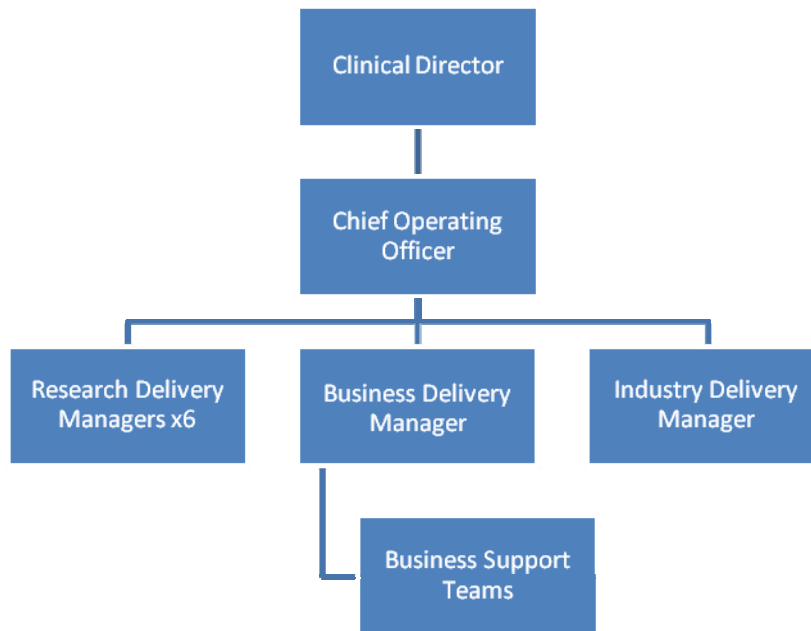 Clinical Director
Chief Operating
Officer
Research Delivery
Managers x6
Business Delivery
Manager
Industry Delivery
Manager
Business Support
Teams